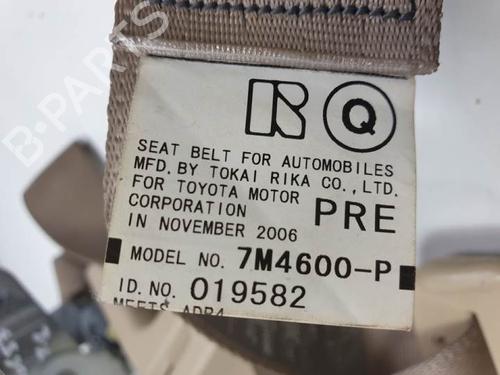 B-PARTS
R
Q
SEAT BELT FOR AUTOMOBILES
MFD. BY TOKAI RIKA CO., LTD.
FOR TOYOTA MOTOR
CORPORATION PRE
IN NOVEMBER 2006
MODEL NO. 7M4600-P
I.D. NO. 019582
MEETS ADR4